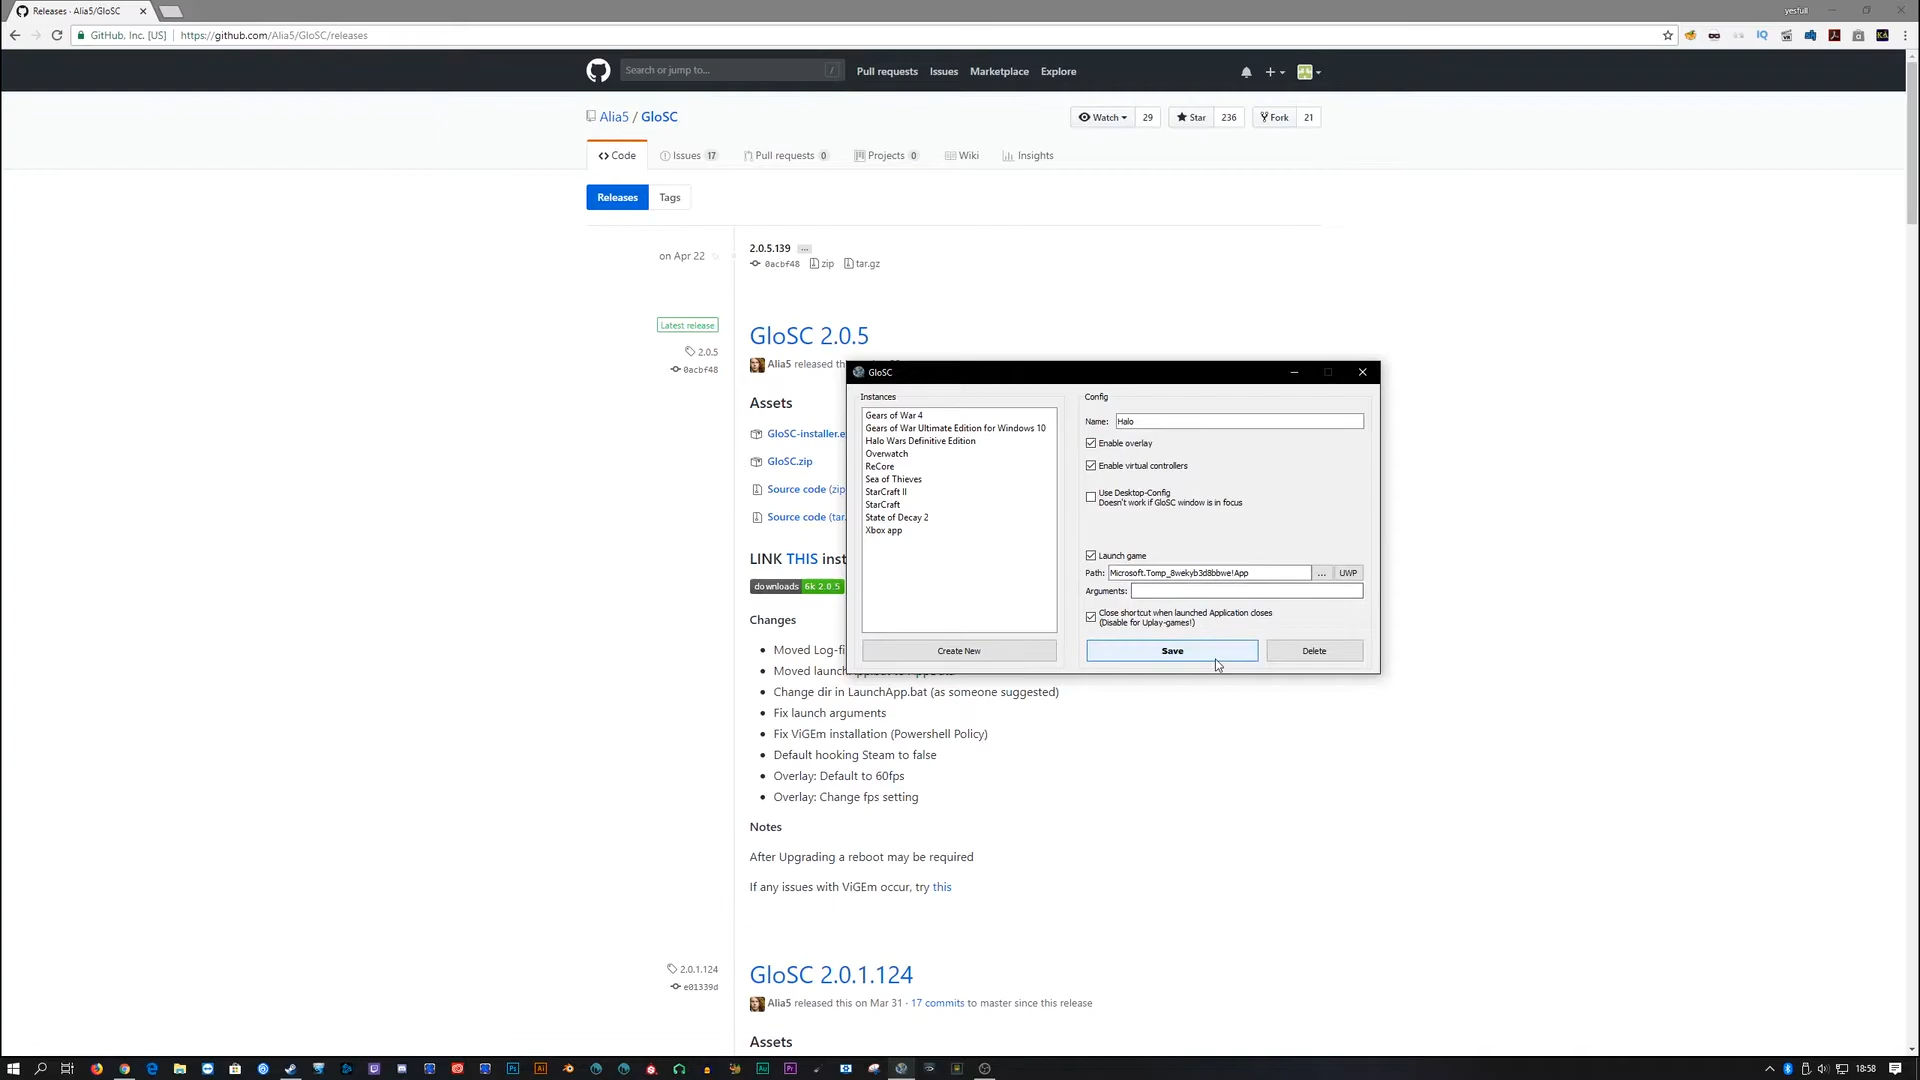 Releases · Alia5/GloSC
yesfull
GitHub, Inc. [US]
https://github.com/Alia5/GloSC/releases
Search or jump to...
/
Pull requests
Issues
Marketplace
Explore
Alia5 / GloSC
Watch
29
Star
236
Fork
21
Code
Issues 17
Pull requests 0
Projects 0
Wiki
Insights
Releases
Tags
on Apr 22
2.0.5.139 ...
0acbf48
zip
tar.gz
Latest release
2.0.5
0acbf48
GloSC 2.0.5
Alia5 released th
Assets
GloSC-installer.e
GloSC.zip
Source code (zip
Source code (tar.
LINK THIS inst
downloads 6k 2.0.5
Changes
Moved Log-fi
Moved launch
Change dir in LaunchApp.bat (as someone suggested)
Fix launch arguments
Fix ViGEm installation (Powershell Policy)
Default hooking Steam to false
Overlay: Default to 60fps
Overlay: Change fps setting
Notes
After Upgrading a reboot may be required
If any issues with ViGEm occur, try this
2.0.1.124
e01339d
GloSC 2.0.1.124
Alia5 released this on Mar 31 · 17 commits to master since this release
Assets
GloSC
Instances
Gears of War 4
Gears of War Ultimate Edition for Windows 10
Halo Wars Definitive Edition
Overwatch
ReCore
Sea of Thieves
StarCraft II
StarCraft
State of Decay 2
Xbox app
Create New
Config
Name: Halo
Enable overlay
Enable virtual controllers
Use Desktop-Config
Doesn't work if GloSC window is in focus
Launch game
Path: Microsoft.Tomp_8wekyb3d8bbwe!App
...
UWP
Arguments:
Close shortcut when launched Application closes
(Disable for Uplay-games!)
Save
Delete
18:58